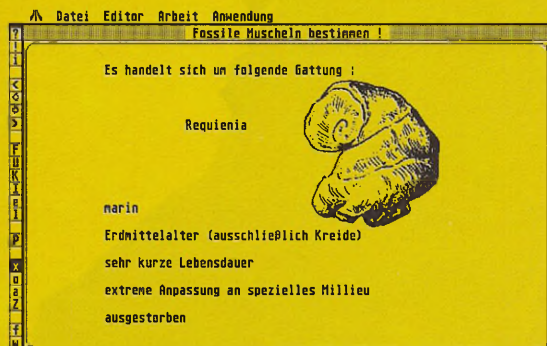 Datei Editor Arbeit Anwendung
Fossile Muscheln bestimmen !
Es handelt sich um folgende Gattung :
Requienia
marin
Erdmittelalter (ausschließlich Kreide)
sehr kurze Lebensdauer
extreme Anpassung an spezielles Millieu
ausgestorben